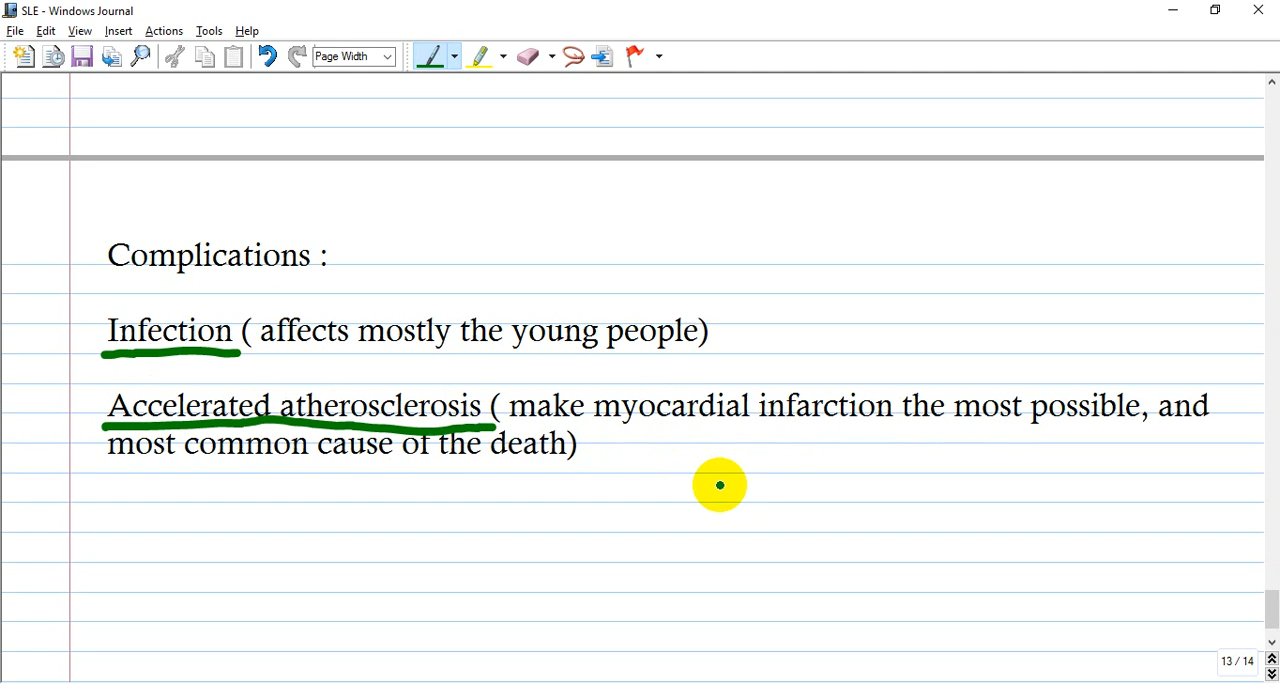 SLE - Windows Journal
File Edit View Insert Actions Tools Help
Page Width
Complications :
Infection ( affects mostly the young people)
Accelerated atherosclerosis ( make myocardial infarction the most possible, and
most common cause of the death)
13 / 14